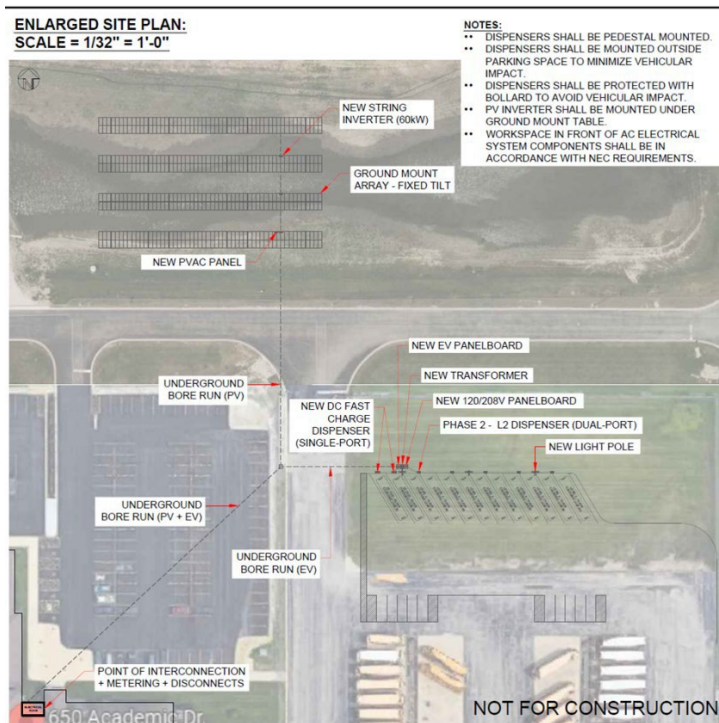 ENLARGED SITE PLAN:
SCALE = 1/32" = 1'-0"
NOTES:
•• DISPENSERS SHALL BE PEDESTAL MOUNTED.
•• DISPENSERS SHALL BE MOUNTED OUTSIDE
PARKING SPACE TO MINIMIZE VEHICULAR
IMPACT.
•• DISPENSERS SHALL BE PROTECTED WITH
BOLLARD TO AVOID VEHICULAR IMPACT.
•• PV INVERTER SHALL BE MOUNTED UNDER
GROUND MOUNT TABLE.
•• WORKSPACE IN FRONT OF AC ELECTRICAL
SYSTEM COMPONENTS SHALL BE IN
ACCORDANCE WITH NEC REQUIREMENTS.
NEW STRING
INVERTER (60kW)
GROUND MOUNT
ARRAY - FIXED TILT
NEW PVAC PANEL
NEW EV PANELBOARD
NEW TRANSFORMER
UNDERGROUND
BORE RUN (PV)
NEW DC FAST
CHARGE
DISPENSER
(SINGLE-PORT)
NEW 120/208V PANELBOARD
PHASE 2 - L2 DISPENSER (DUAL-PORT)
NEW LIGHT POLE
UNDERGROUND
BORE RUN (PV + EV)
UNDERGROUND
BORE RUN (EV)
POINT OF INTERCONNECTION
+ METERING + DISCONNECTS
650 Academic Dr
NOT FOR CONSTRUCTION